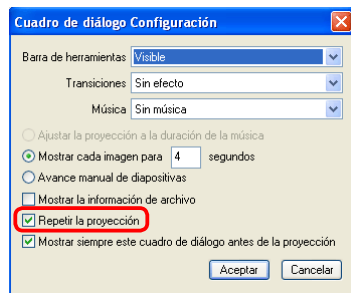 Cuadro de diálogo Configuración
Barra de herramientas Visible
Transiciones Sin efecto
Música Sin música
Ajustar la proyección a la duración de la música
Mostrar cada imagen para 4 segundos
Avance manual de diapositivas
Mostrar la información de archivo
Repetir la proyección
Mostrar siempre este cuadro de diálogo antes de la proyección
Aceptar Cancelar